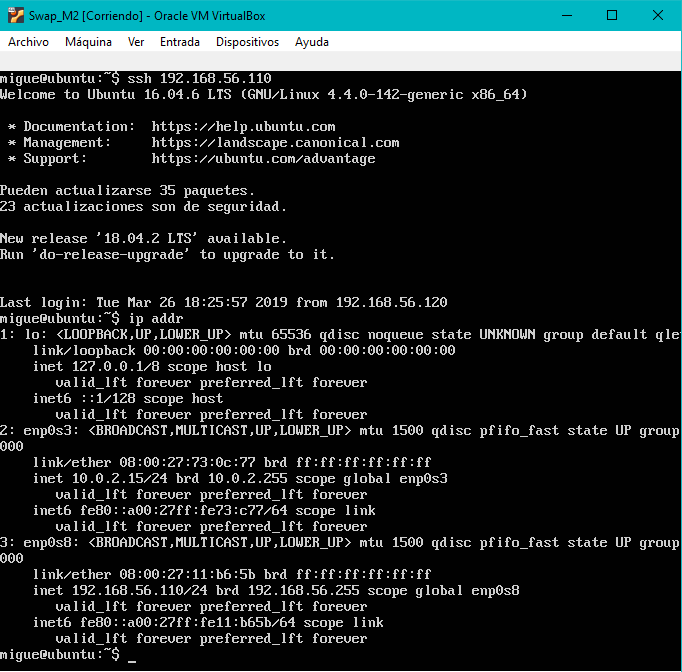 Swap_M2 [Corriendo] - Oracle VM VirtualBox
Archivo Máquina Ver Entrada Dispositivos Ayuda
migue@ubuntu:~$ ssh 192.168.56.110
Welcome to Ubuntu 16.04.6 LTS (GNU/Linux 4.4.0-142-generic x86_64)
* Documentation: https://help.ubuntu.com
* Management: https://landscape.canonical.com
* Support: https://ubuntu.com/advantage
Pueden actualizarse 35 paquetes.
23 actualizaciones son de seguridad.
New release '18.04.2 LTS' available.
Run 'do-release-upgrade' to upgrade to it.
Last login: Tue Mar 26 18:25:57 2019 from 192.168.56.120
migue@ubuntu:~$ ip addr
1: lo: <LOOPBACK,UP,LOWER_UP> mtu 65536 qdisc noqueue state UNKNOWN group default qle
link/loopback 00:00:00:00:00:00 brd 00:00:00:00:00:00
inet 127.0.0.1/8 scope host lo
valid_lft forever preferred_lft forever
inet6 ::1/128 scope host
valid_lft forever preferred_lft forever
2: enp0s3: <BROADCAST,MULTICAST,UP,LOWER_UP> mtu 1500 qdisc pfifo_fast state UP group
000
link/ether 08:00:27:73:0c:77 brd ff:ff:ff:ff:ff:ff
inet 10.0.2.15/24 brd 10.0.2.255 scope global enp0s3
valid_lft forever preferred_lft forever
inet6 fe80::a00:27ff:fe73:c77/64 scope link
valid_lft forever preferred_lft forever
3: enp0s8: <BROADCAST,MULTICAST,UP,LOWER_UP> mtu 1500 qdisc pfifo_fast state UP group
000
link/ether 08:00:27:11:b6:5b brd ff:ff:ff:ff:ff:ff
inet 192.168.56.110/24 brd 192.168.56.255 scope global enp0s8
valid_lft forever preferred_lft forever
inet6 fe80::a00:27ff:fe11:b65b/64 scope link
valid_lft forever preferred_lft forever
migue@ubuntu:~$ _